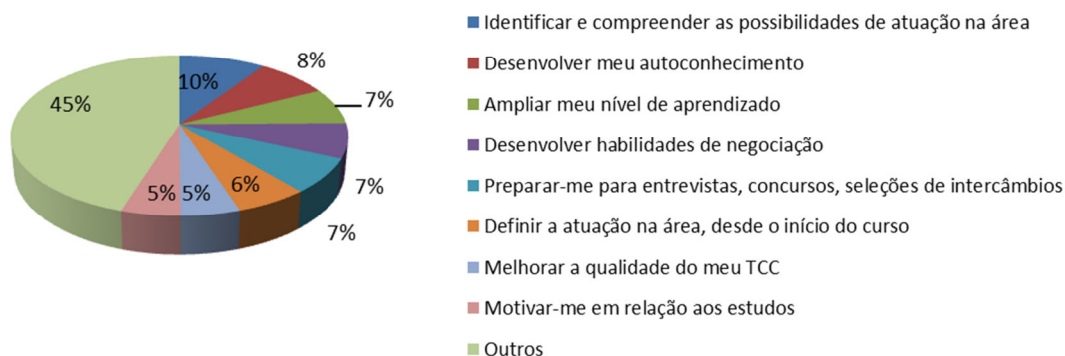 10%
8%
7%
7%
7%
6%
5%
5%
45%
Identificar e compreender as possibilidades de atuação na área
Desenvolver meu autoconhecimento
Ampliar meu nível de aprendizado
Desenvolver habilidades de negociação
Preparar-me para entrevistas, concursos, seleções de intercâmbios
Definir a atuação na área, desde o início do curso
Melhorar a qualidade do meu TCC
Motivar-me em relação aos estudos
Outros